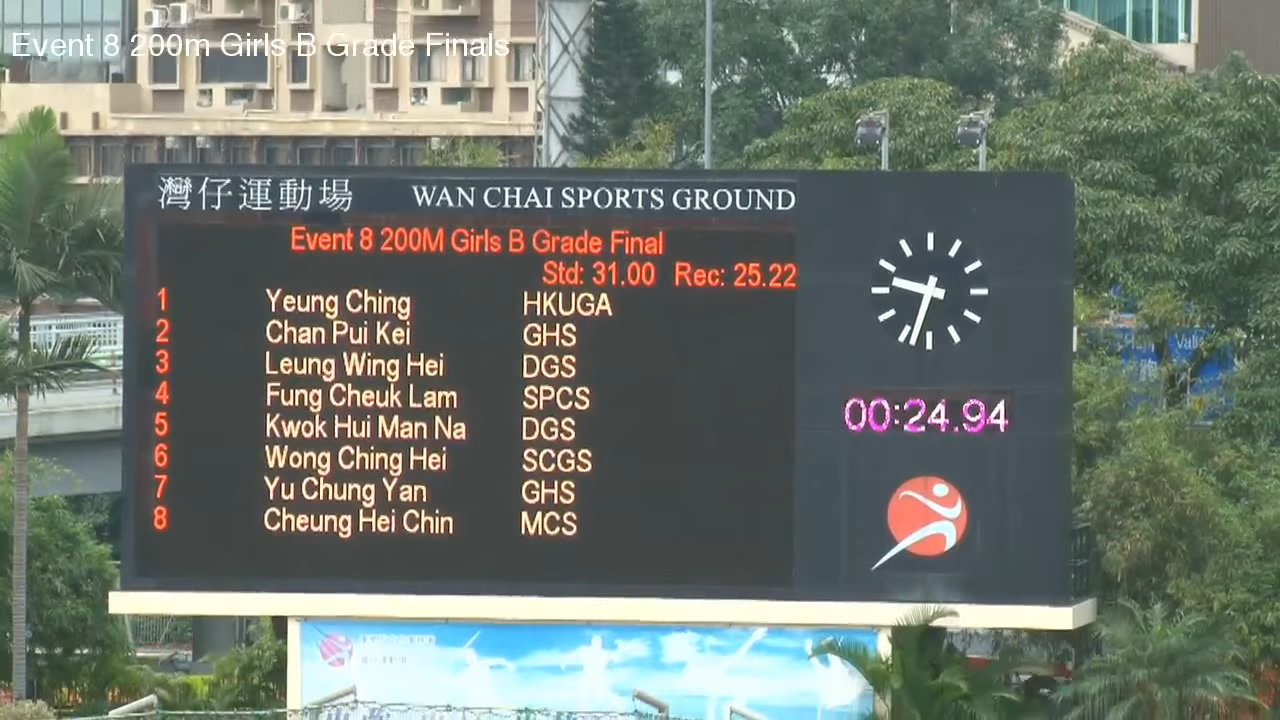 Event 8 200m Girls B Grade Finals
灣仔運動場 WAN CHAI SPORTS GROUND
Event 8 200M Girls B Grade Final
Std: 31.00 Rec: 25.22
1 Yeung Ching HKUGA
2 Chan Pui Kei GHS
3 Leung Wing Hei DGS
4 Fung Cheuk Lam SPCS
5 Kwok Hui Man Na DGS
6 Wong Ching Hei SCGS
7 Yu Chung Yan GHS
8 Cheung Hei Chin MCS
00:24.94